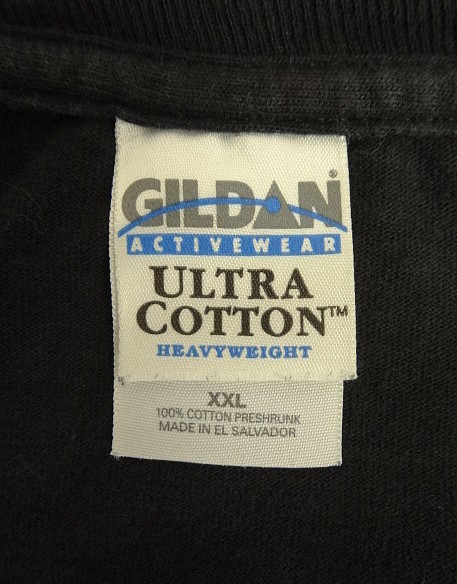 GILDAN®
ACTIVEWEAR
ULTRA
COTTON™
HEAVYWEIGHT
XXL
100% COTTON PRESHRUNK
MADE IN EL SALVADOR